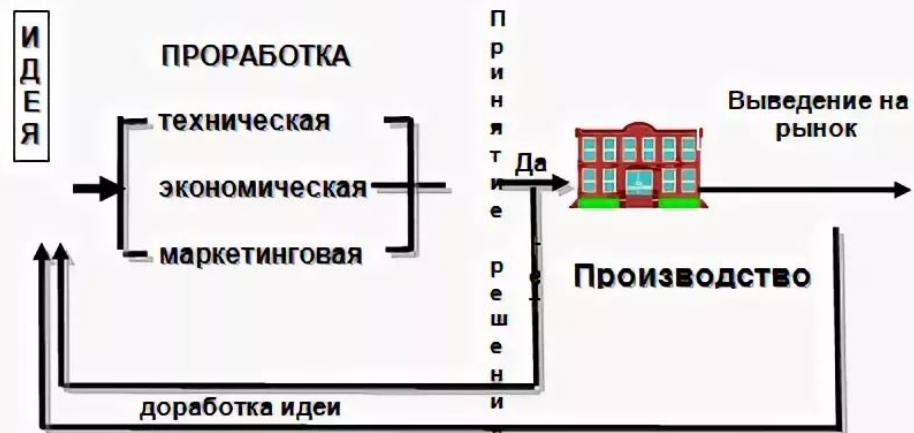 ИДЕЯ
ПРОРАБОТКА
техническая
экономическая
маркетинговая
Принятие решени
Да
Выведение на
рынок
Производство
доработка идеи